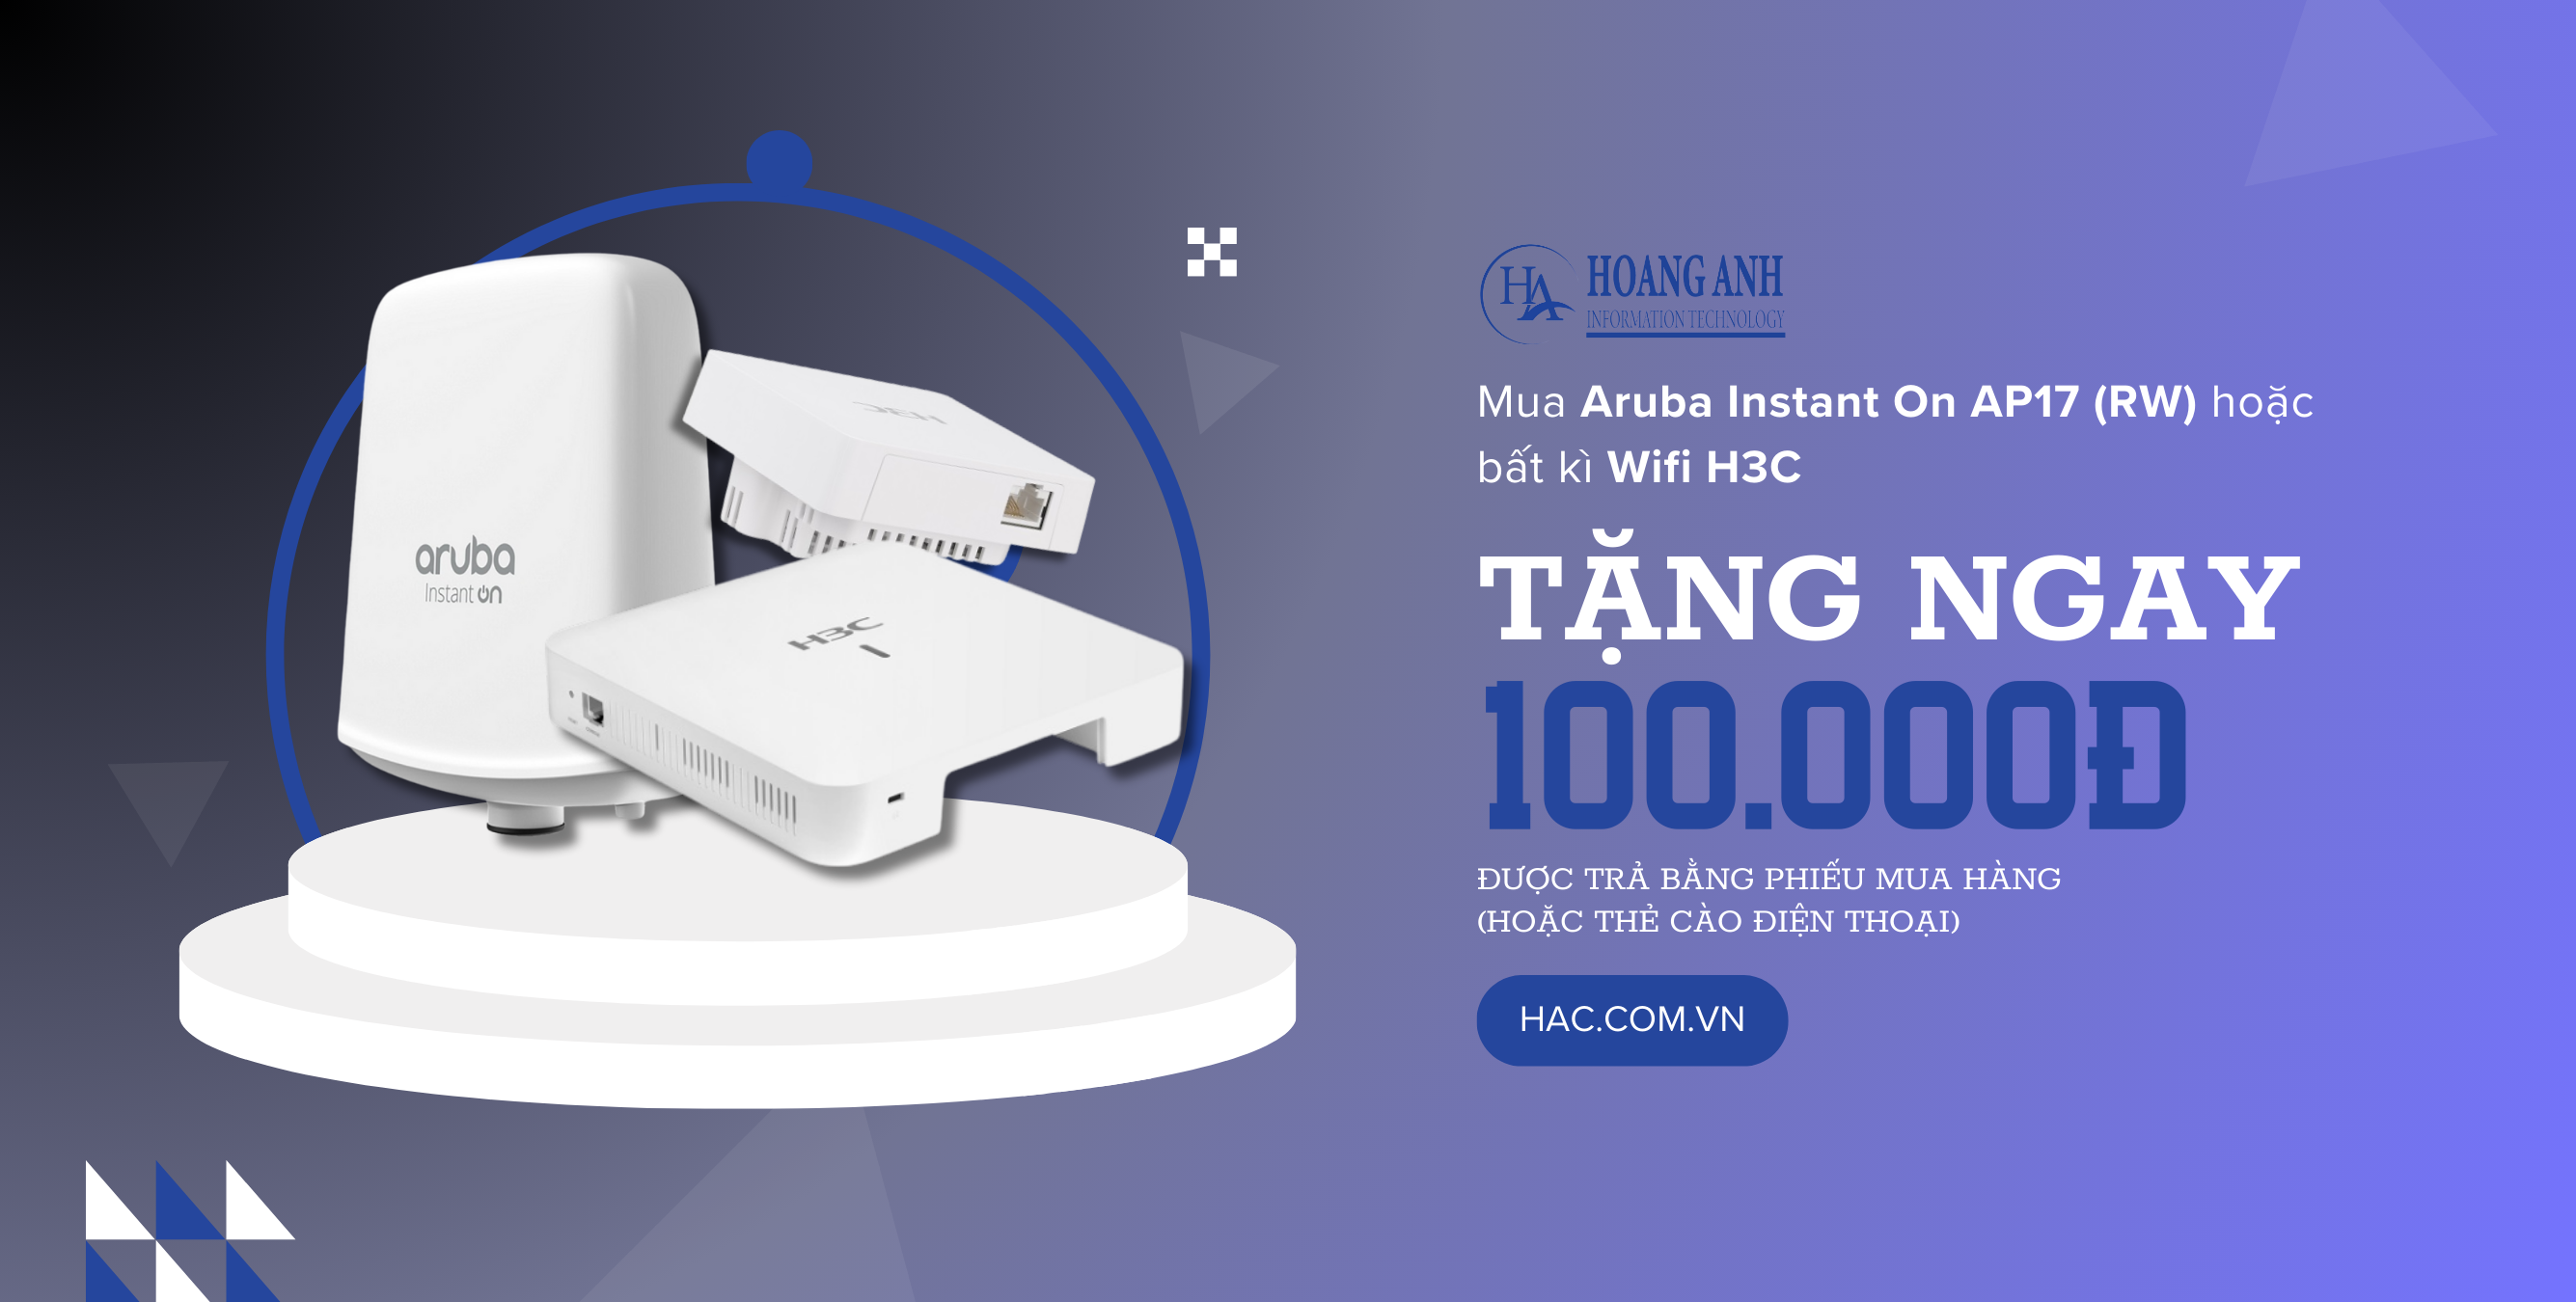 aruba
Instant On
H3C
H3C
HA HOANG ANH
INFORMATION TECHNOLOGY
Mua Aruba Instant On AP17 (RW) hoặc
bất kì Wifi H3C
TẶNG NGAY
100.000Đ
ĐƯỢC TRẢ BẰNG PHIẾU MUA HÀNG
(HOẶC THẺ CÀO ĐIỆN THOẠI)
HAC.COM.VN